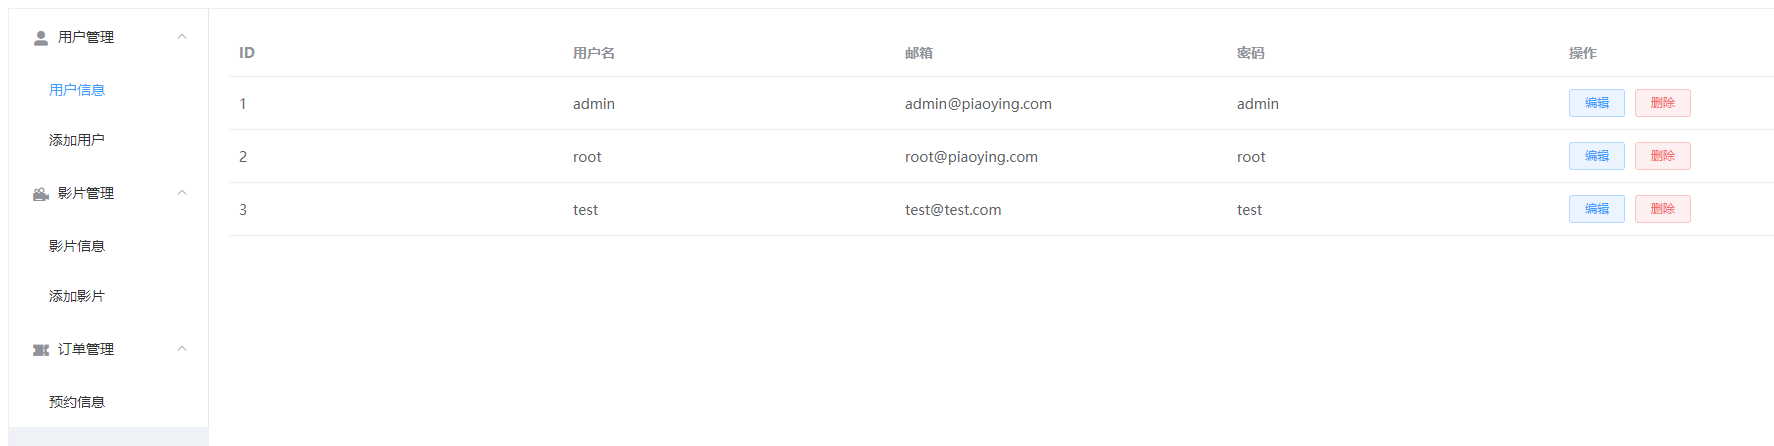 用户管理
用户信息
添加用户
影片管理
影片信息
添加影片
订单管理
预约信息
ID 用户名 邮箱 密码 操作
1 admin admin@piaoying.com admin 编辑 删除
2 root root@piaoying.com root 编辑 删除
3 test test@test.com test 编辑 删除